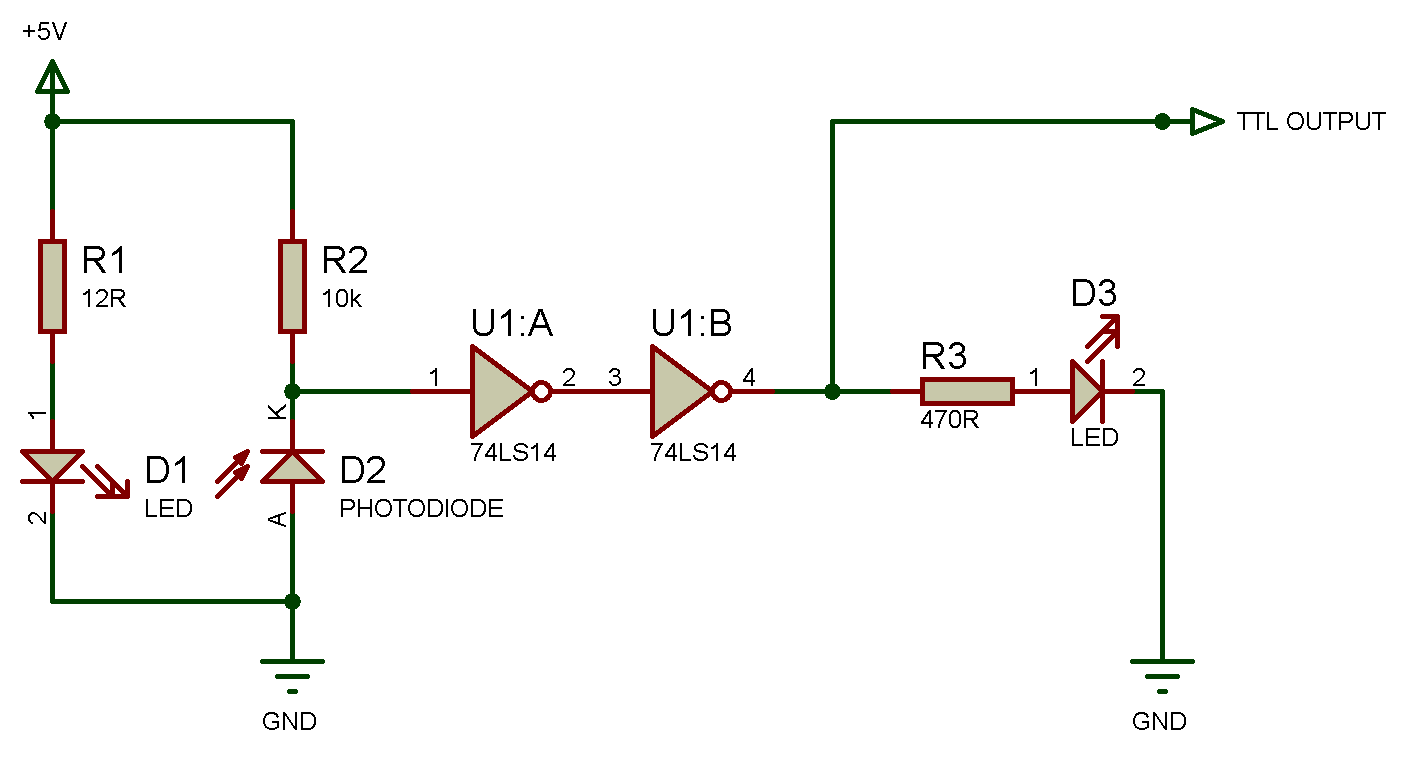 +5V
TTL OUTPUT
R1
12R
R2
10k
U1:A
U1:B
D3
1
2
3
4
R3
1
2
74LS14
74LS14
470R
LED
1
K
D1
LED
D2
PHOTODIODE
2
A
GND
GND